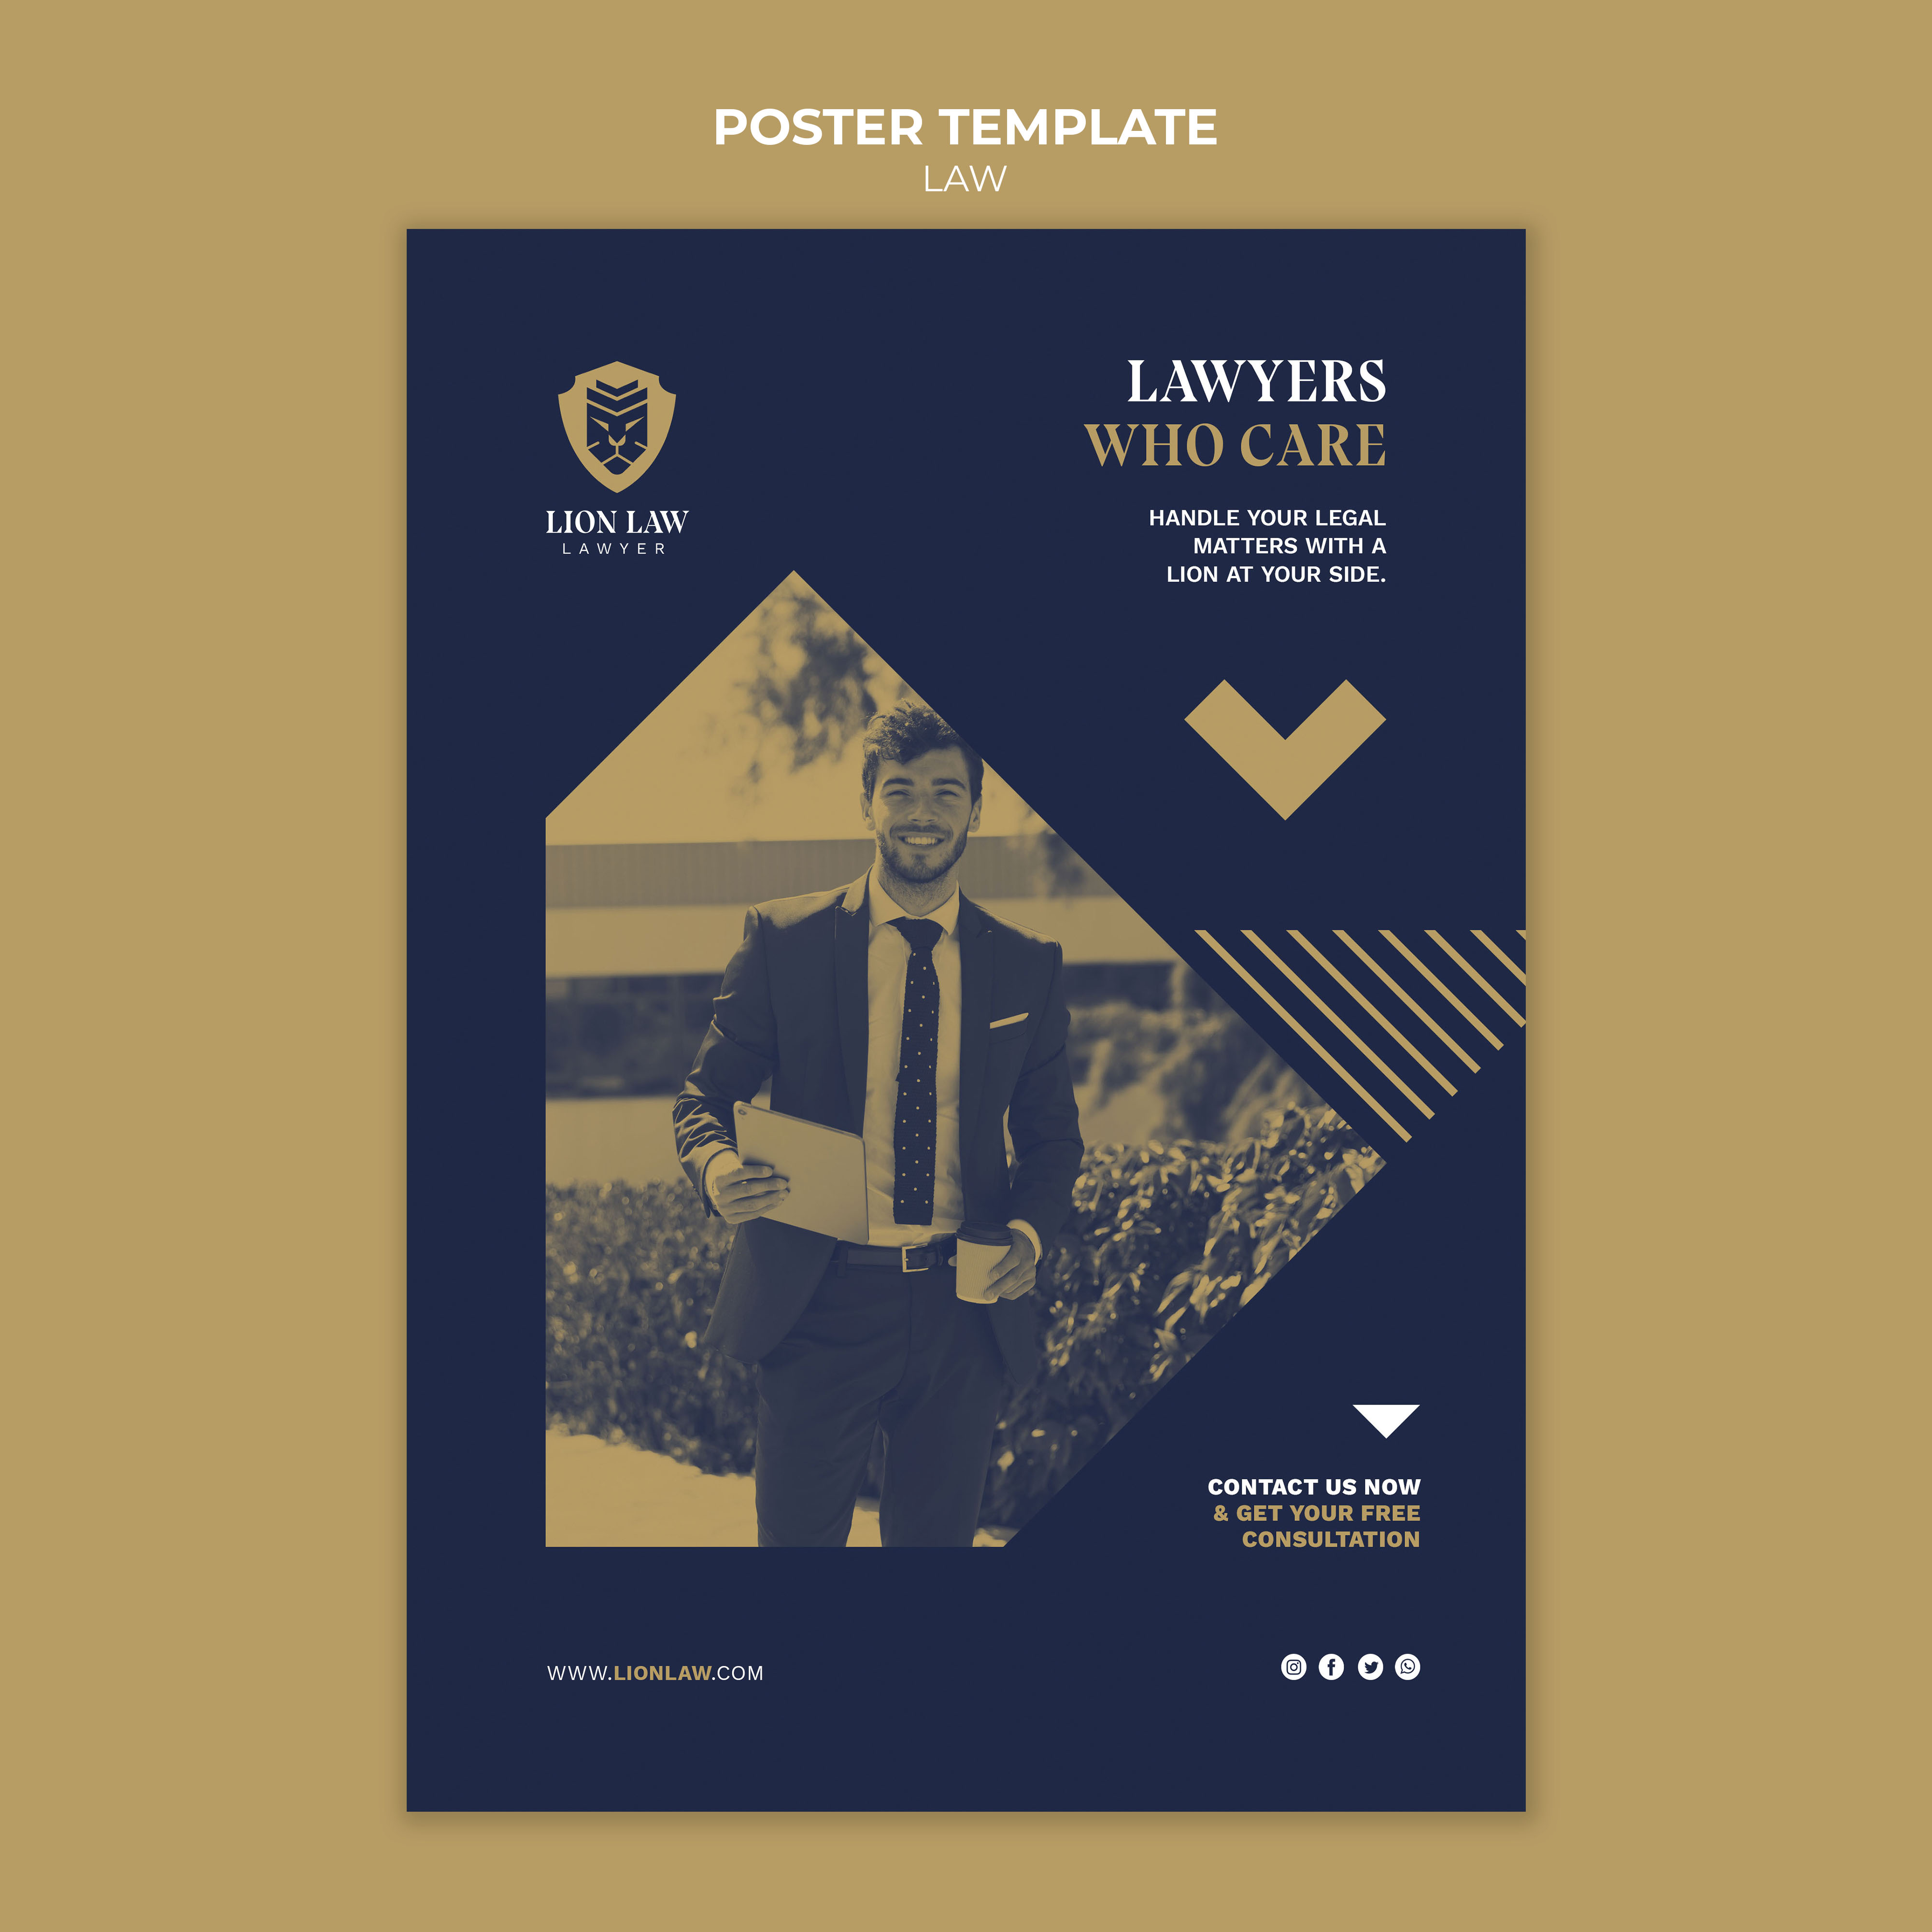 POSTER TEMPLATE
LAW
LION LAW
LAWYER
LAWYERS
WHO CARE
HANDLE YOUR LEGAL
MATTERS WITH A
LION AT YOUR SIDE.
CONTACT US NOW
& GET YOUR FREE
CONSULTATION
WWW.LIONLAW.COM